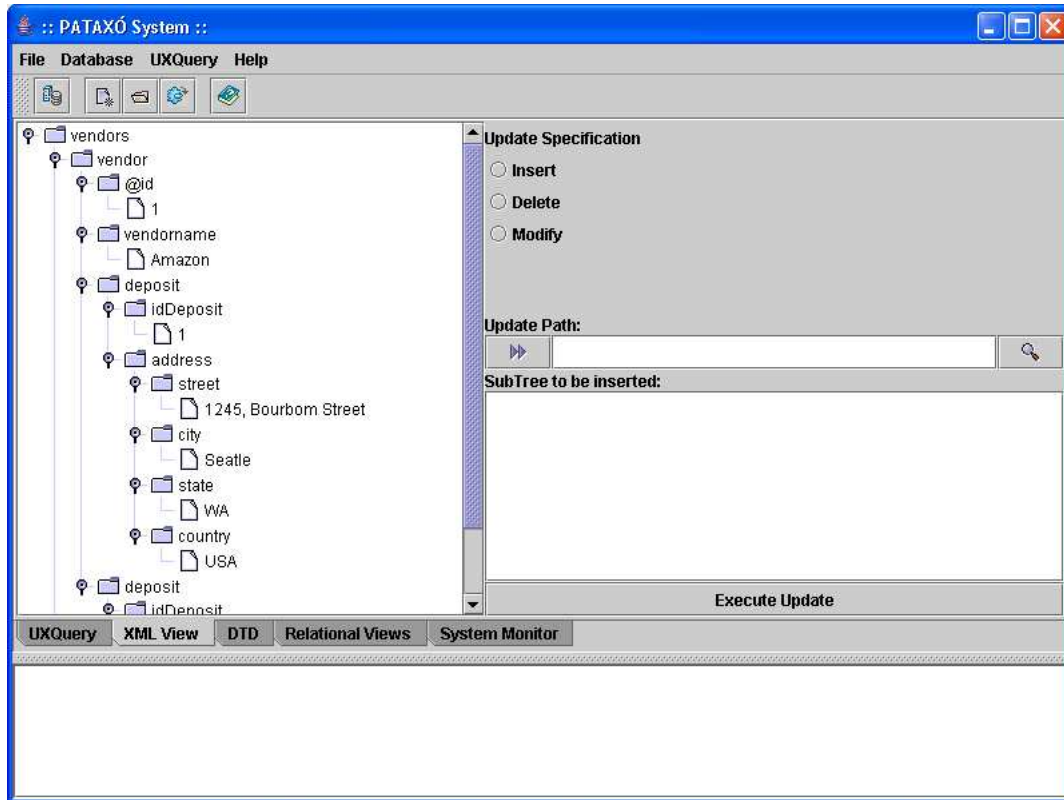 :: PATAXÓ System ::
File Database UXQuery Help
vendors
vendor
@id
1
vendorname
Amazon
deposit
idDeposit
1
address
street
1245, Bourbom Street
city
Seatle
state
WA
country
USA
deposit
idDeposit
Update Specification
Insert
Delete
Modify
Update Path:
SubTree to be inserted:
Execute Update
UXQuery XML View DTD Relational Views System Monitor